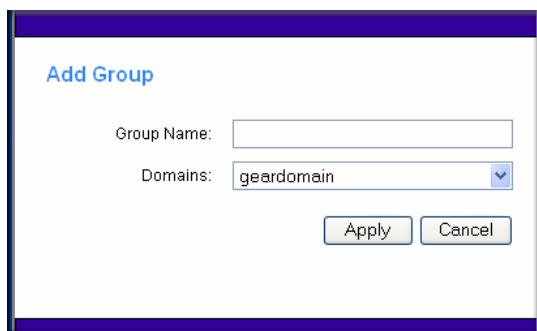 Add Group
Group Name:
Domains: geardomain
Apply Cancel